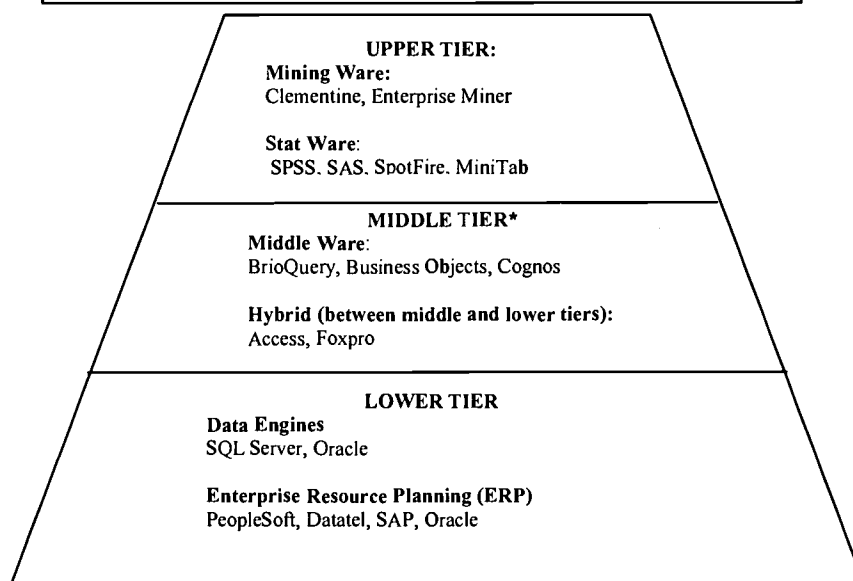 UPPER TIER:
Mining Ware:
Clementine, Enterprise Miner
Stat Ware:
SPSS, SAS, SpotFire, MiniTab
MIDDLE TIER*
Middle Ware:
BrioQuery, Business Objects, Cognos
Hybrid (between middle and lower tiers):
Access, Foxpro
LOWER TIER
Data Engines
SQL Server, Oracle
Enterprise Resource Planning (ERP)
PeopleSoft, Datatel, SAP, Oracle